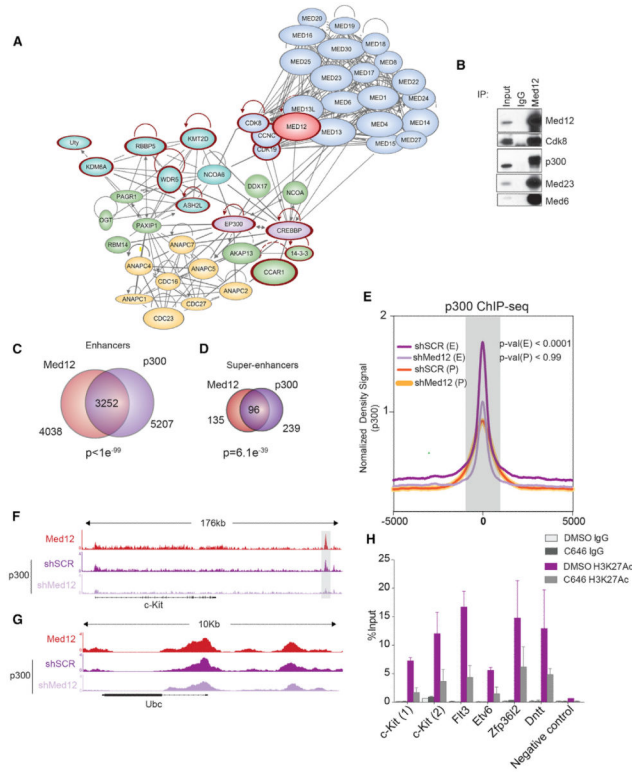 A
MED20
MED19
MED16
MED18
MED30
MED25
MED8
MED17
MED23
MED22
MED13L
MED6
MED1
MED24
CDK8
MED12
MED4
MED14
CCNC
MED13
CDK19
MED15
MED27
Uty
RBBP5
KMT2D
KDM6A
WDR5
NCOA6
ASH2L
DDX17
NCOA
PAGR1
DGT
PAXIP1
EP300
CREBBP
RBM14
ANAPC7
AKAP13
14-3-3
ANAPC4
ANAPC5
CDC16
CCAR1
ANAPC1
CDC27
ANAPC2
CDC23
B
IP:
Input
IgG
Med12
Med12
Cdk8
p300
Med23
Med6
C
Enhancers
Med12
p300
3252
4038
5207
p<1e-99
D
Super-enhancers
Med12
p300
96
135
239
p=6.1e-39
E
p300 ChIP-seq
2
1
Nomalized Density Signal
(p300)
shSCR (E)
shMed12 (E)
shSCR (P)
shMed12 (P)
p-val(E) < 0.0001
p-val(P) < 0.99
-5000
0
5000
F
176kb
Med12
p300
shSCR
shMed12
c-Kit
G
10Kb
Med12
p300
shSCR
shMed12
Ubc
H
DMSO IgG
C646 IgG
DMSO H3K27Ac
C646 H3K27Ac
%Input
20
15
10
5
0
c-Kit (1)
c-Kit (2)
Flt3
Etv6
Zfp36l2
Dntt
Negative control